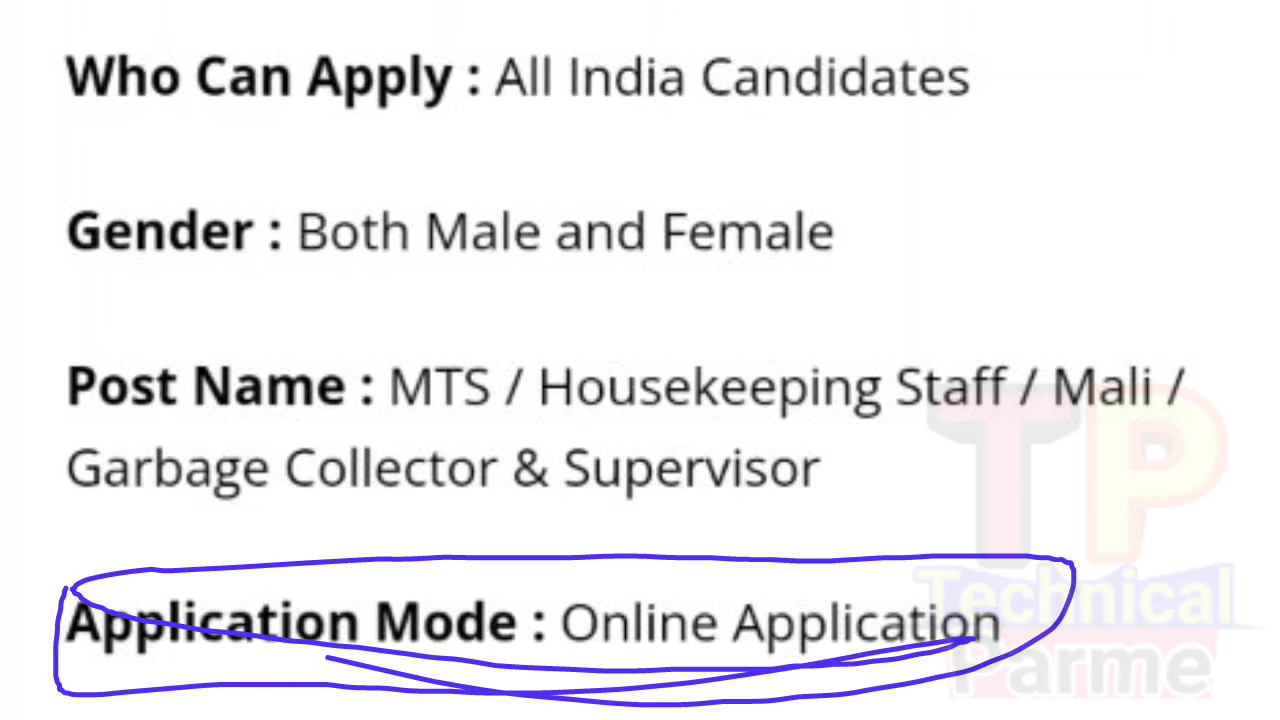 Who Can Apply : All India Candidates
Gender : Both Male and Female
Post Name : MTS / Housekeeping Staff / Mali /
Garbage Collector & Supervisor
Application Mode : Online Application
TP
Technical
Parme